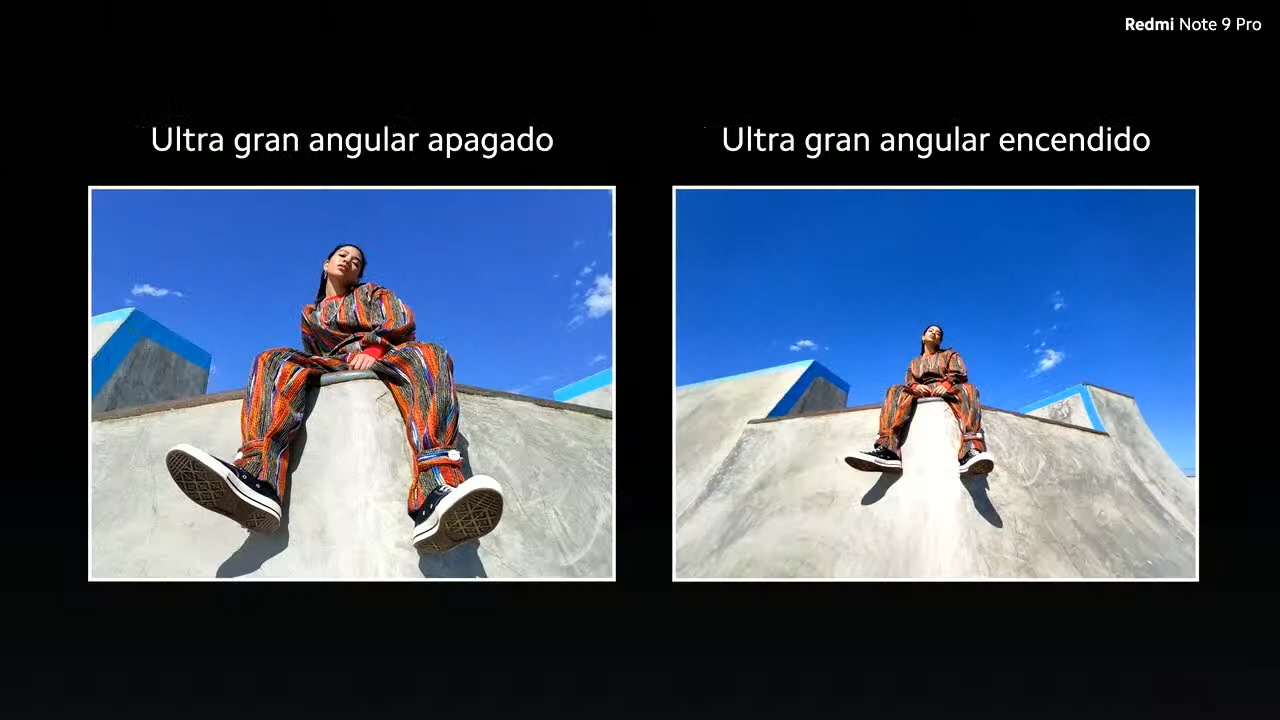 Redmi Note 9 Pro
Ultra gran angular apagado
Ultra gran angular encendido